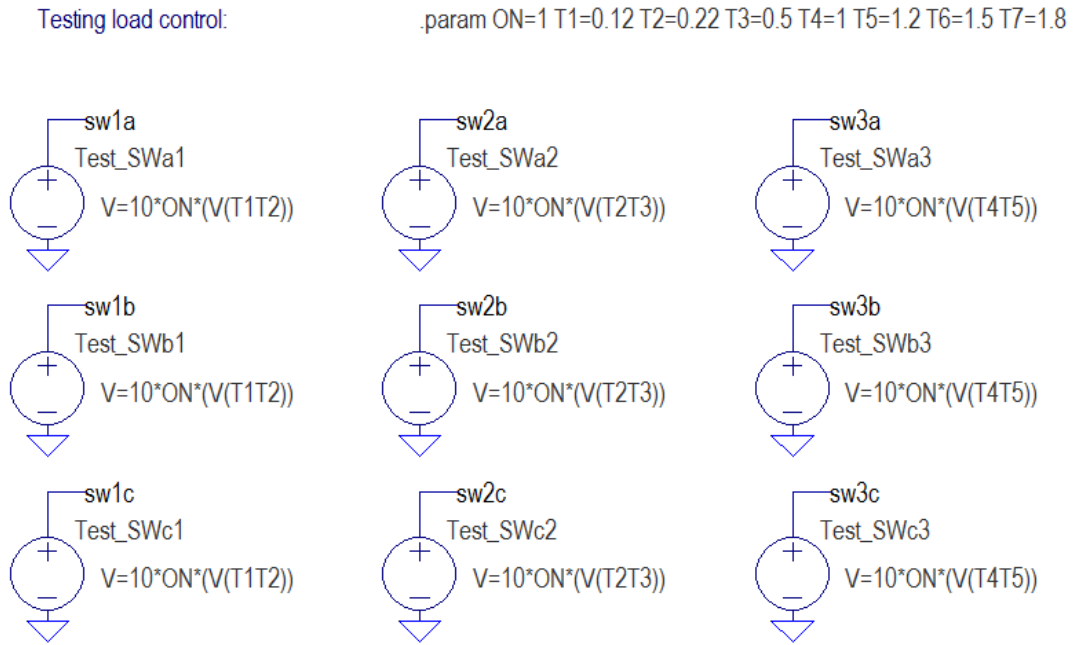 Testing load control: .param ON=1 T1=0.12 T2=0.22 T3=0.5 T4=1 T5=1.2 T6=1.5 T7=1.8
sw1a sw2a sw3a
Test_SWa1 Test_SWa2 Test_SWa3
V=10*ON*(V(T1T2)) V=10*ON*(V(T2T3)) V=10*ON*(V(T4T5))
sw1b sw2b sw3b
Test_SWb1 Test_SWb2 Test_SWb3
V=10*ON*(V(T1T2)) V=10*ON*(V(T2T3)) V=10*ON*(V(T4T5))
sw1c sw2c sw3c
Test_SWc1 Test_SWc2 Test_SWc3
V=10*ON*(V(T1T2)) V=10*ON*(V(T2T3)) V=10*ON*(V(T4T5))